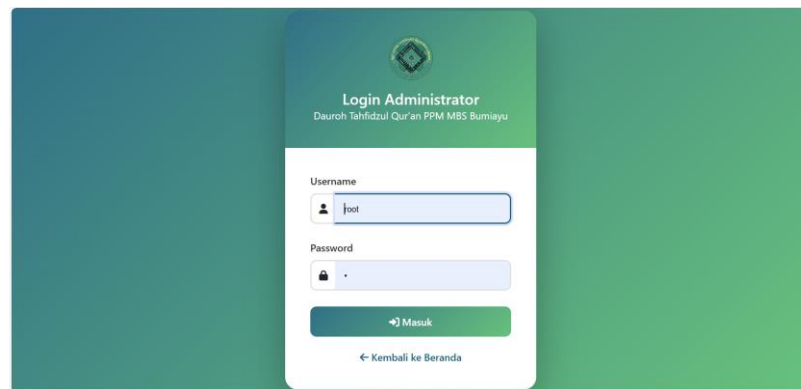 Login Administrator
Dauroh Tahfidzul Qur'an PPM MBS Bumiayu
Username
root
Password
Masuk
← Kembali ke Beranda